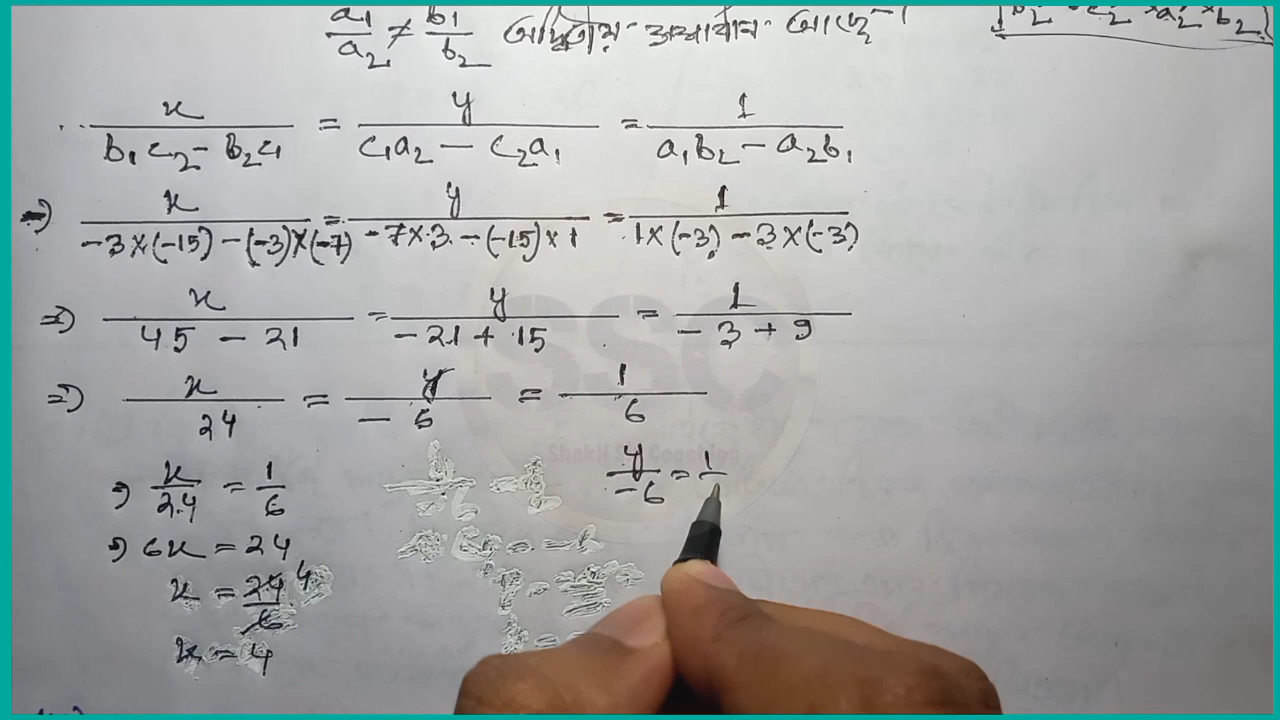 a₁/a₂ ≠ b₁/b₂ অদ্বিতীয় সমাধান আছে
x/(b₁c₂ - b₂c₁) = y/(c₁a₂ - c₂a₁) = 1/(a₁b₂ - a₂b₁)
⇒) x/(-3×(-15) - (-3)×(-7)) = y/(-7×3 - (-15)×1) = 1/(1×(-3) - 3×(-3))
⇒) x/(45 - 21) = y/(-21 + 15) = 1/(-3 + 9)
⇒) x/24 = y/-6 = 1/6
⇒ x/24 = 1/6
y/-6 = 1/
⇒ 6x = 24
x = 24/6 4
x = 4
SSC